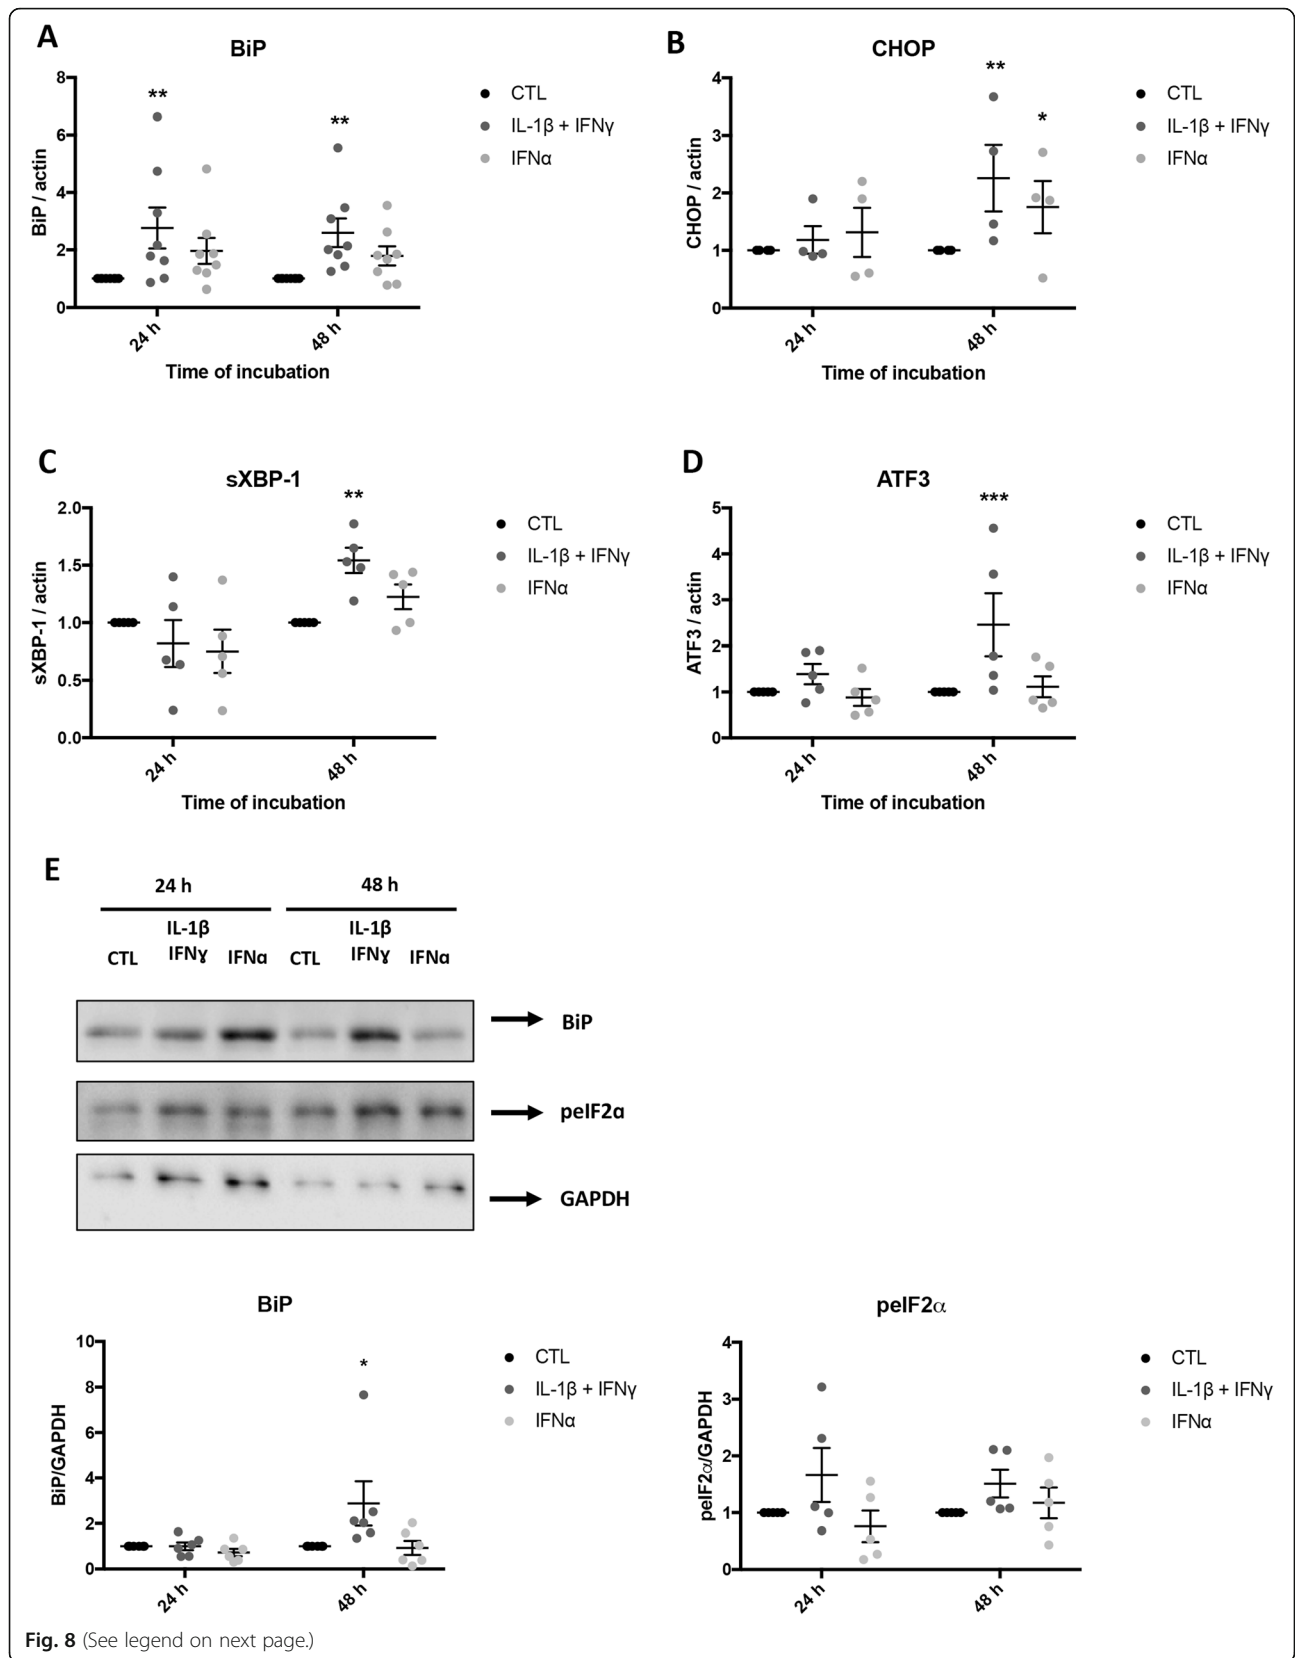 A
BiP
8
6
4
2
0
BiP / actin
**
**
24 h
48 h
Time of incubation
CTL
IL-1β + IFNγ
IFNα
B
CHOP
4
3
2
1
0
CHOP / actin
**
*
24 h
48 h
Time of incubation
CTL
IL-1β + IFNγ
IFNα
C
sXBP-1
2.0
1.5
1.0
0.5
0.0
sXBP-1 / actin
**
24 h
48 h
Time of incubation
CTL
IL-1β + IFNγ
IFNα
D
ATF3
5
4
3
2
1
0
ATF3 / actin
***
24 h
48 h
Time of incubation
CTL
IL-1β + IFNγ
IFNα
E
24 h 48 h
IL-1β IL-1β
CTL IFNɣ IFNα CTL IFNɣ IFNα
BiP
peIF2α
GAPDH
BiP
10
8
6
4
2
0
BiP/GAPDH
*
24 h
48 h
CTL
IL-1β + IFNγ
IFNα
peIF2α
4
3
2
1
0
peIF2α/GAPDH
24 h
48 h
CTL
IL-1β + IFNγ
IFNα
Fig. 8 (See legend on next page.)